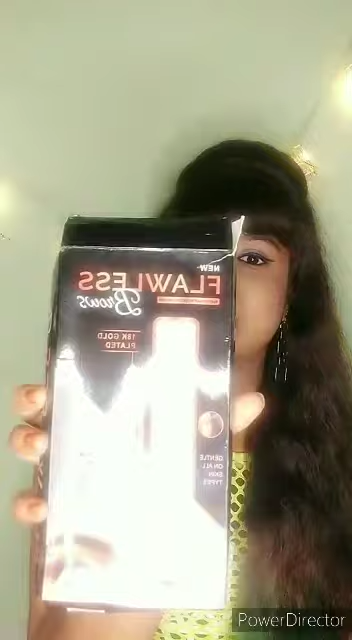 NEW
FLAWLESS
Brows
18K GOLD
PLATED
GENTLE
ON ALL
SKIN
TYPES
PowerDirector